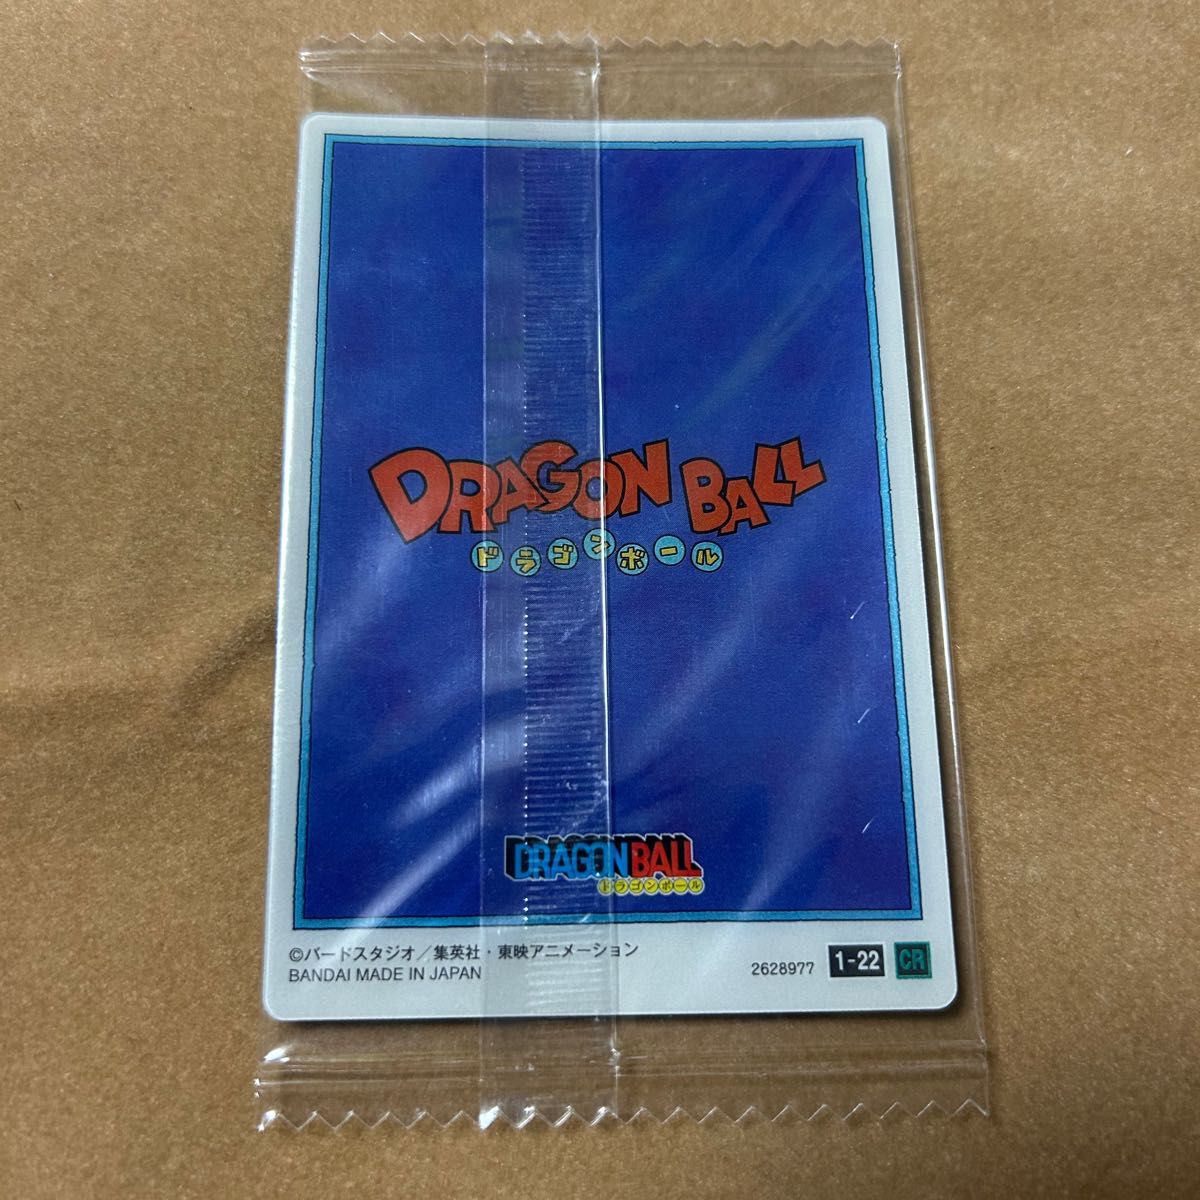 DRAGON BALL
ドラゴンボール
DRAGONBALL
ドラゴンボール
©バードスタジオ／集英社・東映アニメーション
BANDAI MADE IN JAPAN
2628977 1-22 CR